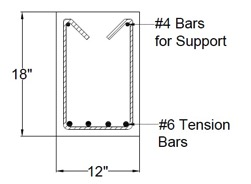 #4 Bars
for Support
18"
#6 Tension
Bars
12"